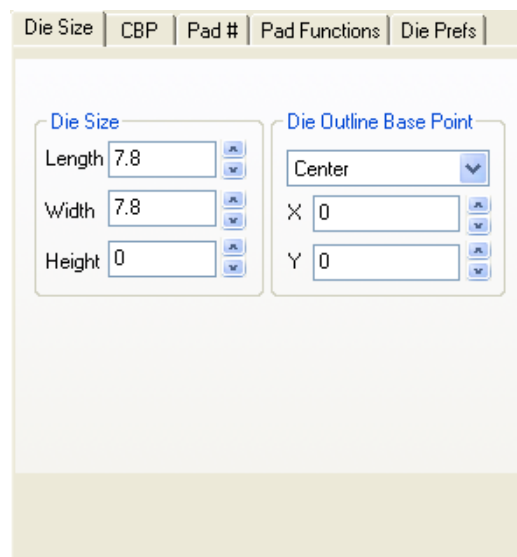 Die Size CBP Pad # Pad Functions Die Prefs
Die Size
Length 7.8
Width 7.8
Height 0
Die Outline Base Point
Center
X 0
Y 0